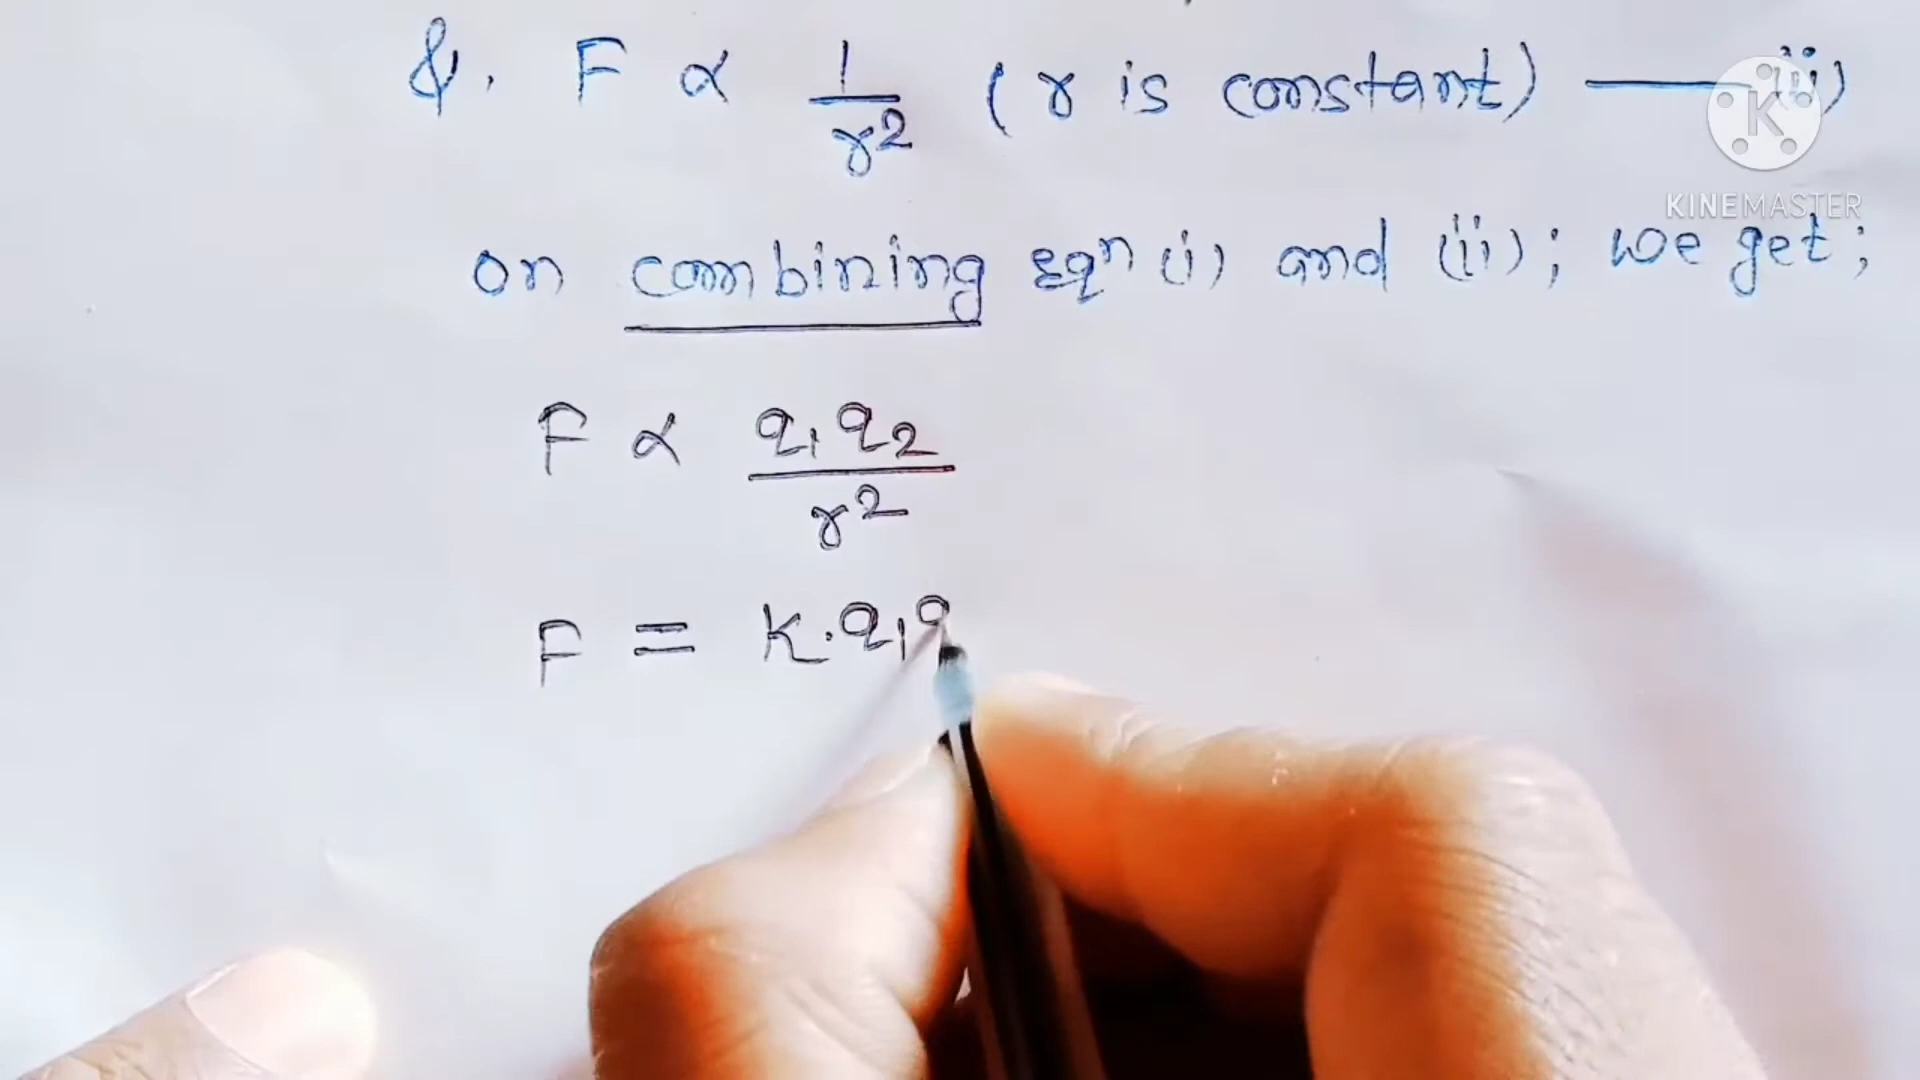 &. F ∝ 1/r² (r is constant) — (ii)
KINEMASTER
on combining Eqn (i) and (ii); we get;
F ∝ q₁q₂/r²
F = K.q₁q